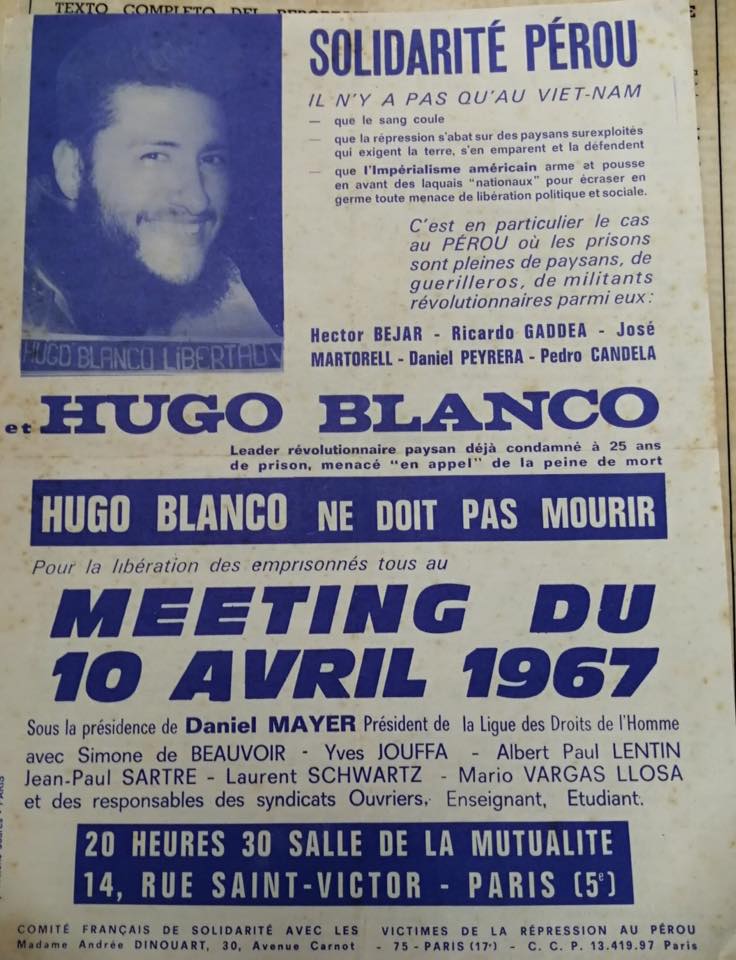 TEXTO COMPLETO DEL
SOLIDARITÉ PÉROU
IL N'Y A PAS QU'AU VIET-NAM
— que le sang coule
— que la répression s'abat sur des paysans surexploités
qui exigent la terre, s'en emparent et la défendent
— que l'Impérialisme américain arme et pousse
en avant des laquais "nationaux" pour écraser en
germe toute menace de libération politique et sociale.
C'est en particulier le cas
au PÉROU où les prisons
sont pleines de paysans, de
guerilleros, de militants
révolutionnaires parmi eux :
Hector BEJAR - Ricardo GADDEA - José
MARTORELL - Daniel PEYRERA - Pedro CANDELA
HUGO BLANCO LIBERTAD
et HUGO BLANCO
Leader révolutionnaire paysan déjà condamné à 25 ans
de prison, menacé "en appel" de la peine de mort
HUGO BLANCO NE DOIT PAS MOURIR
Pour la libération des emprisonnés tous au
MEETING DU
10 AVRIL 1967
Sous la présidence de Daniel MAYER Président de la Ligue des Droits de l'Homme
avec Simone de BEAUVOIR - Yves JOUFFA - Albert Paul LENTIN
Jean-Paul SARTRE - Laurent SCHWARTZ - Mario VARGAS LLOSA
et des responsables des syndicats Ouvriers, Enseignant, Etudiant.
20 HEURES 30 SALLE DE LA MUTUALITE
14, RUE SAINT-VICTOR - PARIS (5e)
COMITÉ FRANÇAIS DE SOLIDARITÉ AVEC LES VICTIMES DE LA RÉPRESSION AU PÉROU
Madame Andrée DINOUART, 30, Avenue Carnot - 75 - PARIS (17e) - C. C. P. 13.419.97 Paris